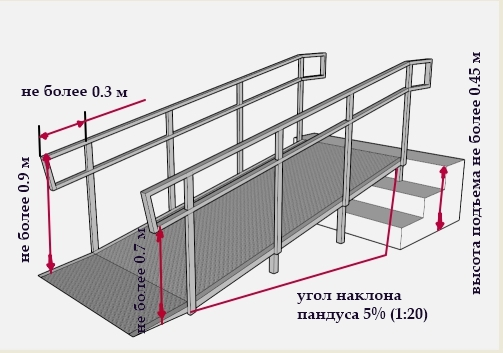 не более 0.3 м
не более 0.9 м
не более 0.7 м
высота подъема не более 0.45 м
угол наклона
пандуса 5% (1:20)